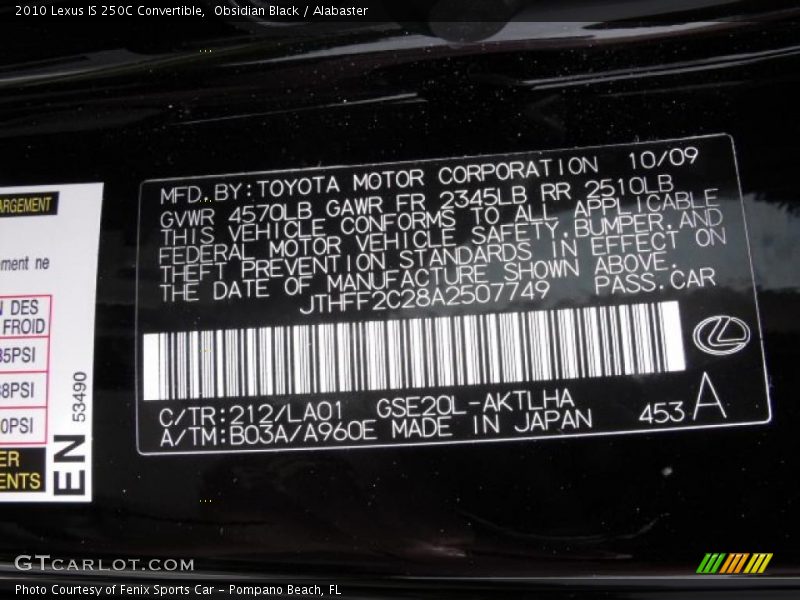 2010 Lexus IS 250C Convertible, Obsidian Black / Alabaster
MFD.BY:TOYOTA MOTOR CORPORATION 10/09
GVWR 4570LB GAWR FR 2345LB RR 2510LB
THIS VEHICLE CONFORMS TO ALL APPLICABLE
FEDERAL MOTOR VEHICLE SAFETY,BUMPER,AND
THEFT PREVENTION STANDARDS IN EFFECT ON
THE DATE OF MANUFACTURE SHOWN ABOVE.
JTHFF2C28A2507749 PASS.CAR
C/TR:212/LA01 GSE20L-AKTLHA
A/TM:B03A/A960E MADE IN JAPAN 453 A
ARGEMENT
ment ne
DES
FROID
35PSI
38PSI
0PSI
ER
ENTS
53490
EN
GTCARLOT.COM
Photo Courtesy of Fenix Sports Car - Pompano Beach, FL